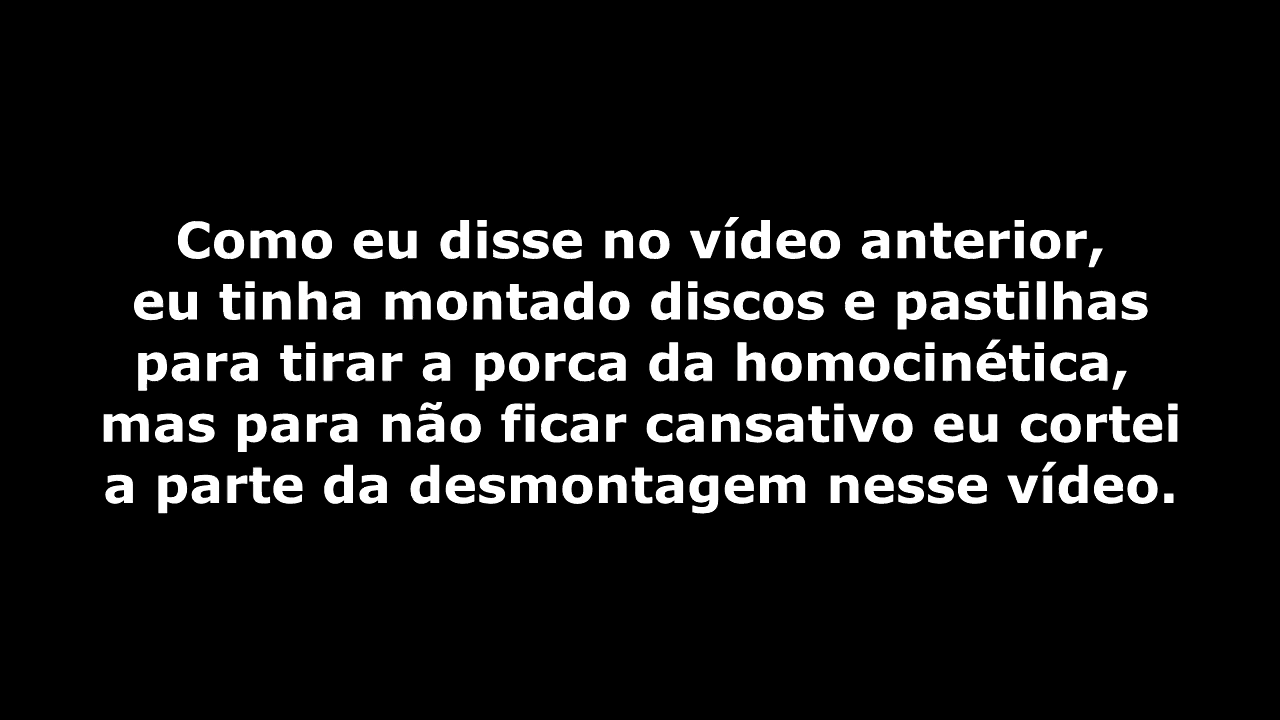 Como eu disse no vídeo anterior,
eu tinha montado discos e pastilhas
para tirar a porca da homocinética,
mas para não ficar cansativo eu cortei
a parte da desmontagem nesse vídeo.